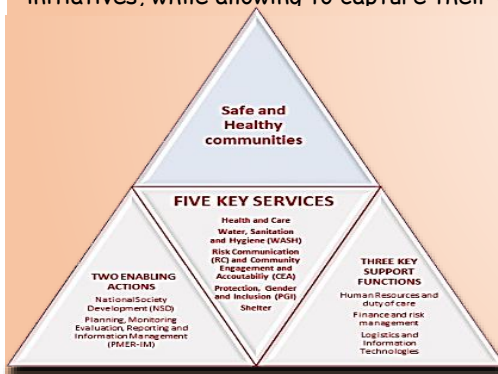 initiatives, while allowing to capture their
Safe and
Healthy
communities
FIVE KEY SERVICES
Health and Care
Water, Sanitation
and Hygiene (WASH)
Risk Communication
(RC) and Community
Engagement and
Accountabiliy (CEA)
Protection, Gender
and Inclusion (PGI)
Shelter
TWO ENABLING
ACTIONS
National Society
Development (NSD)
Planning, Monitoring
Evaluation, Reporting and
Information Management
(PMER-IM)
THREE KEY
SUPPORT
FUNCTIONS
Human Resources and
duty of care
Finance and risk
management
Logistics and
Information
Technologies